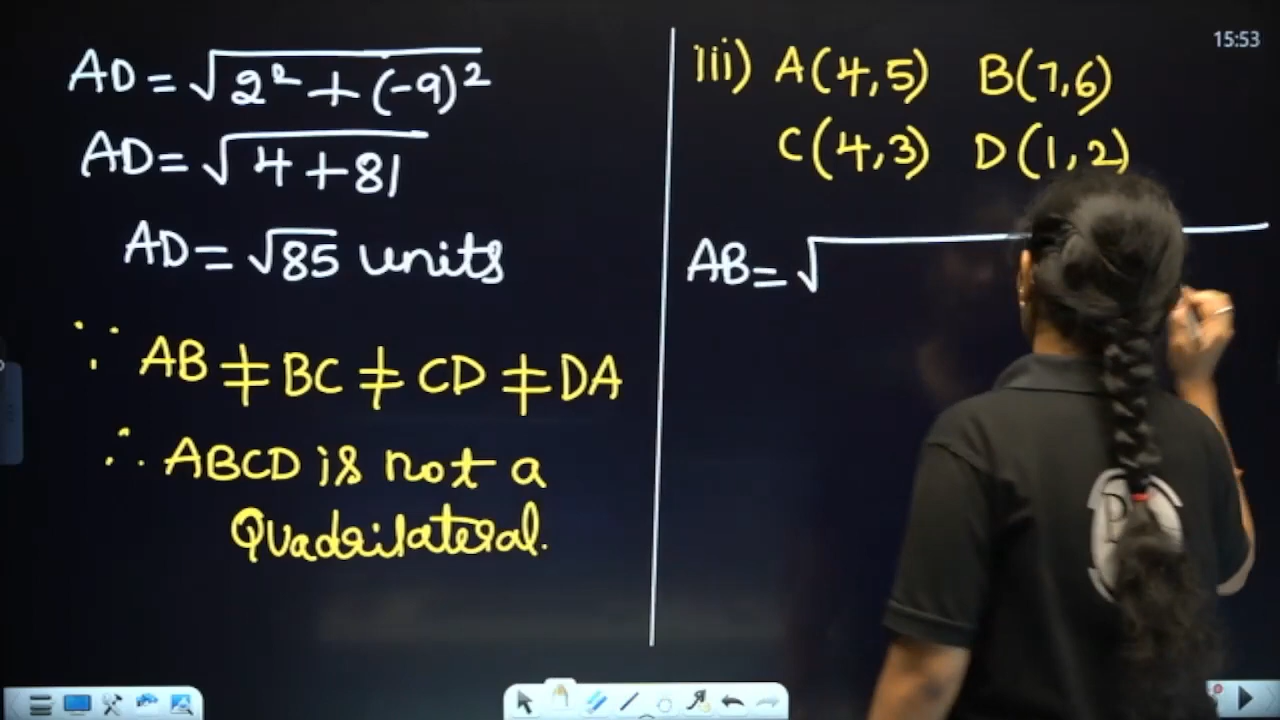 AD = √2² + (-9)²
AD = √4 + 81
AD = √85 units
∵ AB ≠ BC ≠ CD ≠ DA
∴ ABCD is not a
Quadrilateral.
15:53
iii) A(4,5) B(7,6)
C(4,3) D(1,2)
AB = √